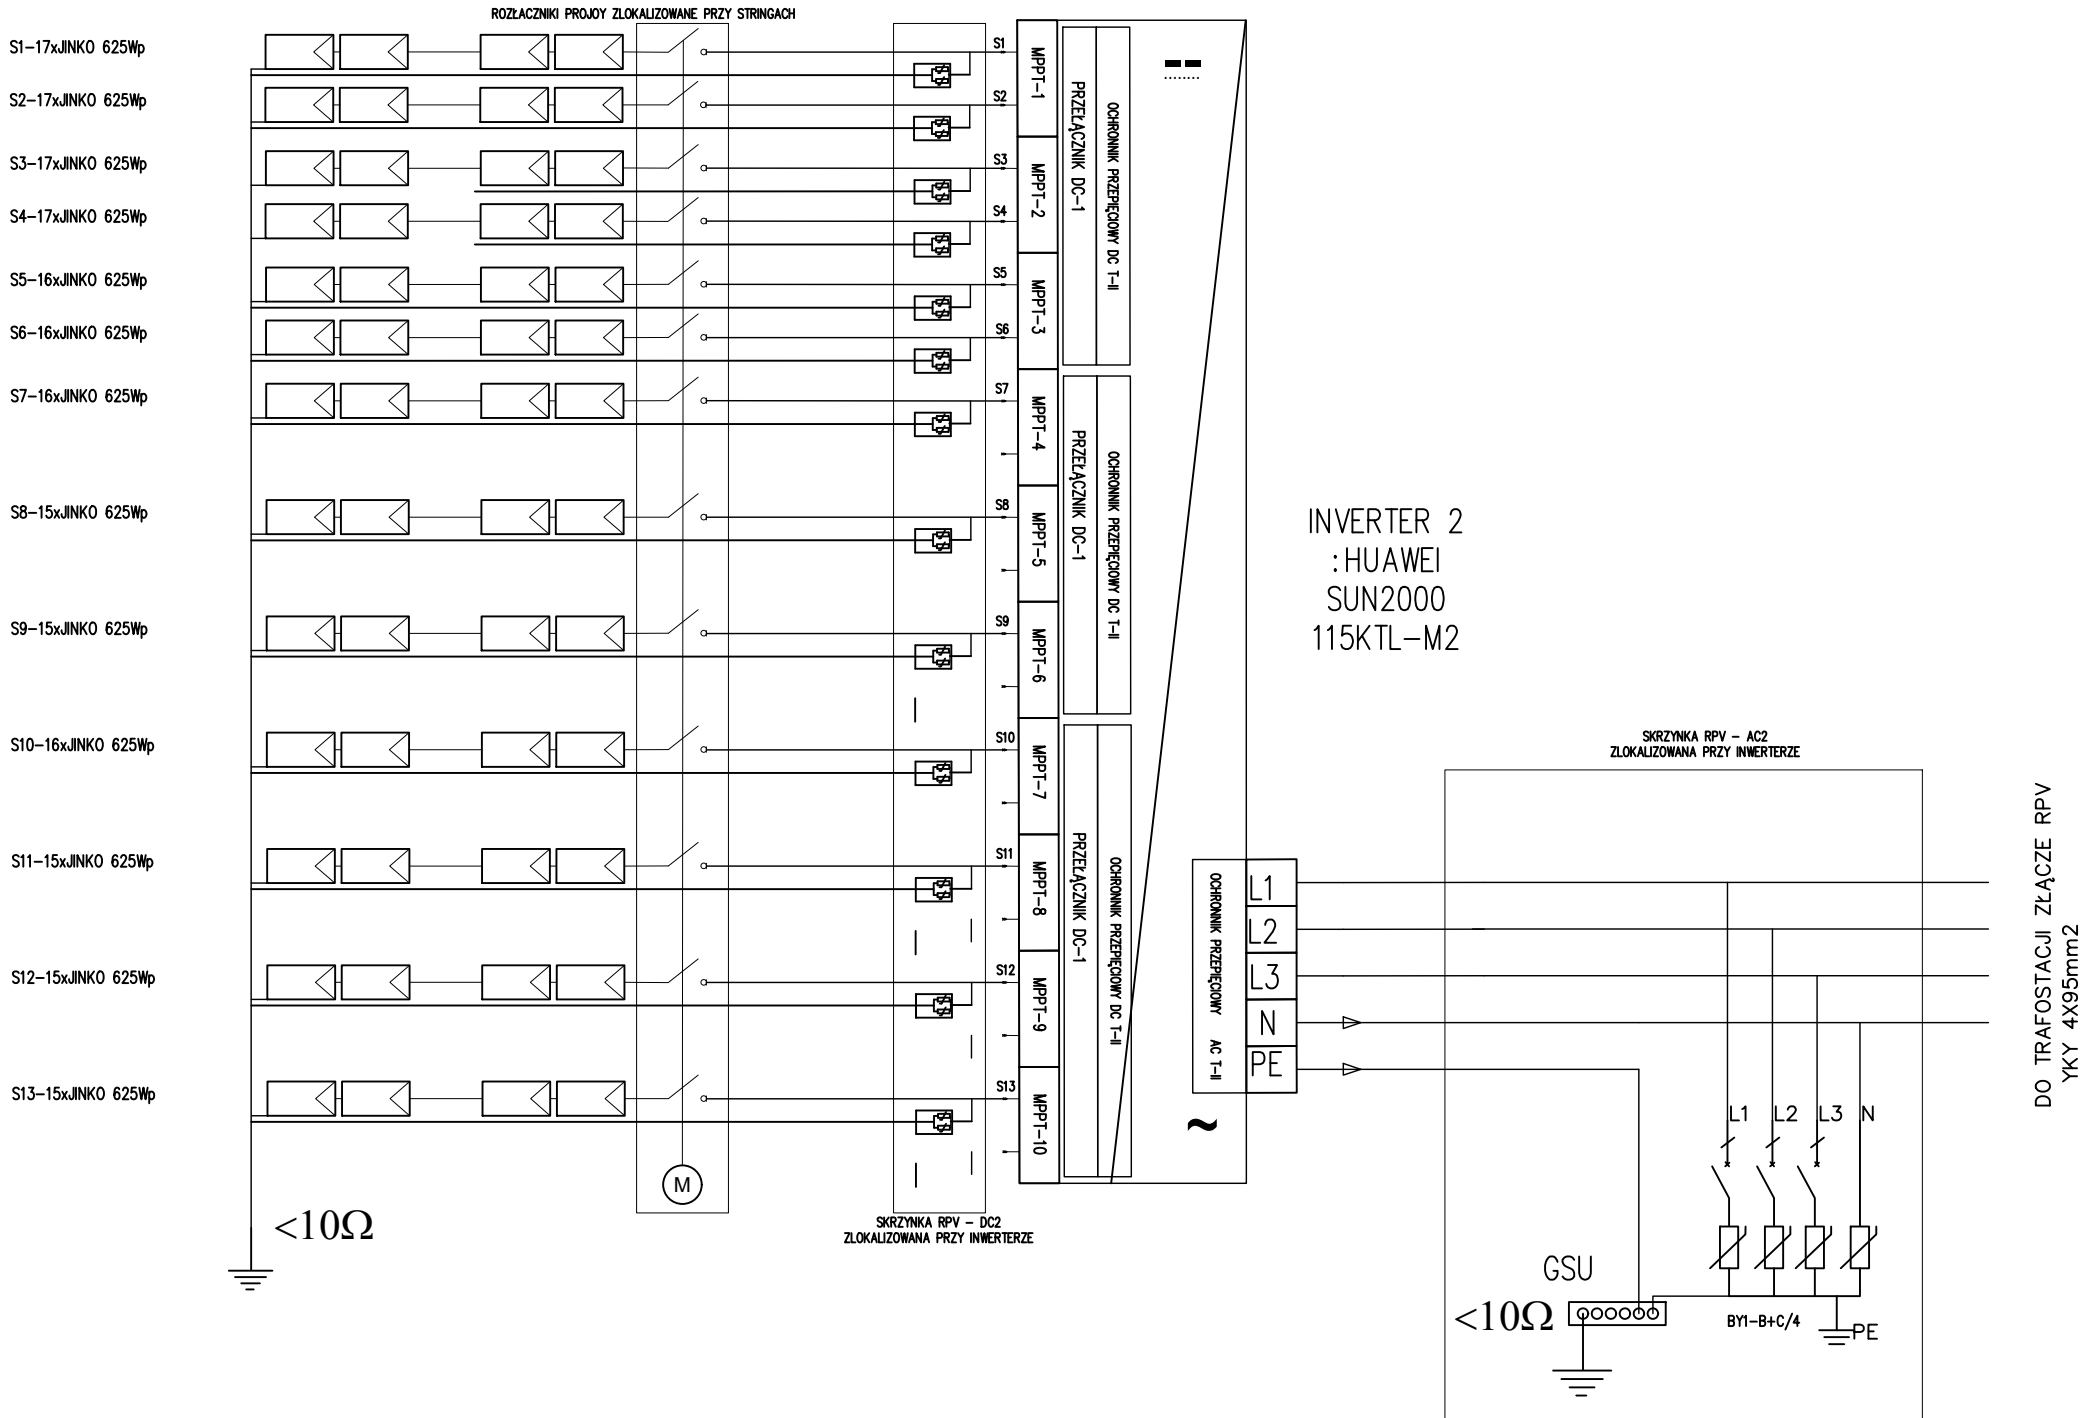 ROZŁACZNIKI PROJOY ZLOKALIZOWANE PRZY STRINGACH
S1-17xJINKO 625Wp
S2-17xJINKO 625Wp
S3-17xJINKO 625Wp
S4-17xJINKO 625Wp
S5-16xJINKO 625Wp
S6-16xJINKO 625Wp
S7-16xJINKO 625Wp
S8-15xJINKO 625Wp
S9-15xJINKO 625Wp
S10-16xJINKO 625Wp
S11-15xJINKO 625Wp
S12-15xJINKO 625Wp
S13-15xJINKO 625Wp
<10Ω
M
S1
S2
S3
S4
S5
S6
S7
S8
S9
S10
S11
S12
S13
SKRZYNKA RPV - DC2
ZLOKALIZOWANA PRZY INWERTERZE
MPPT-1
MPPT-2
MPPT-3
MPPT-4
MPPT-5
MPPT-6
MPPT-7
MPPT-8
MPPT-9
MPPT-10
PRZEŁĄCZNIK DC-1
OCHRONNIK PRZEPIĘCIOWY DC T-II
PRZEŁĄCZNIK DC-1
OCHRONNIK PRZEPIĘCIOWY DC T-II
PRZEŁĄCZNIK DC-1
OCHRONNIK PRZEPIĘCIOWY DC T-II
~
OCHRONNIK PRZEPIĘCIOWY AC T-II
L1
L2
L3
N
PE
INVERTER 2
:HUAWEI
SUN2000
115KTL-M2
SKRZYNKA RPV - AC2
ZLOKALIZOWANA PRZY INWERTERZE
L1
L2
L3
N
GSU
<10Ω
BY1-B+C/4
PE
DO TRAFOSTACJI ZŁĄCZE RPV
YKY 4X95mm2